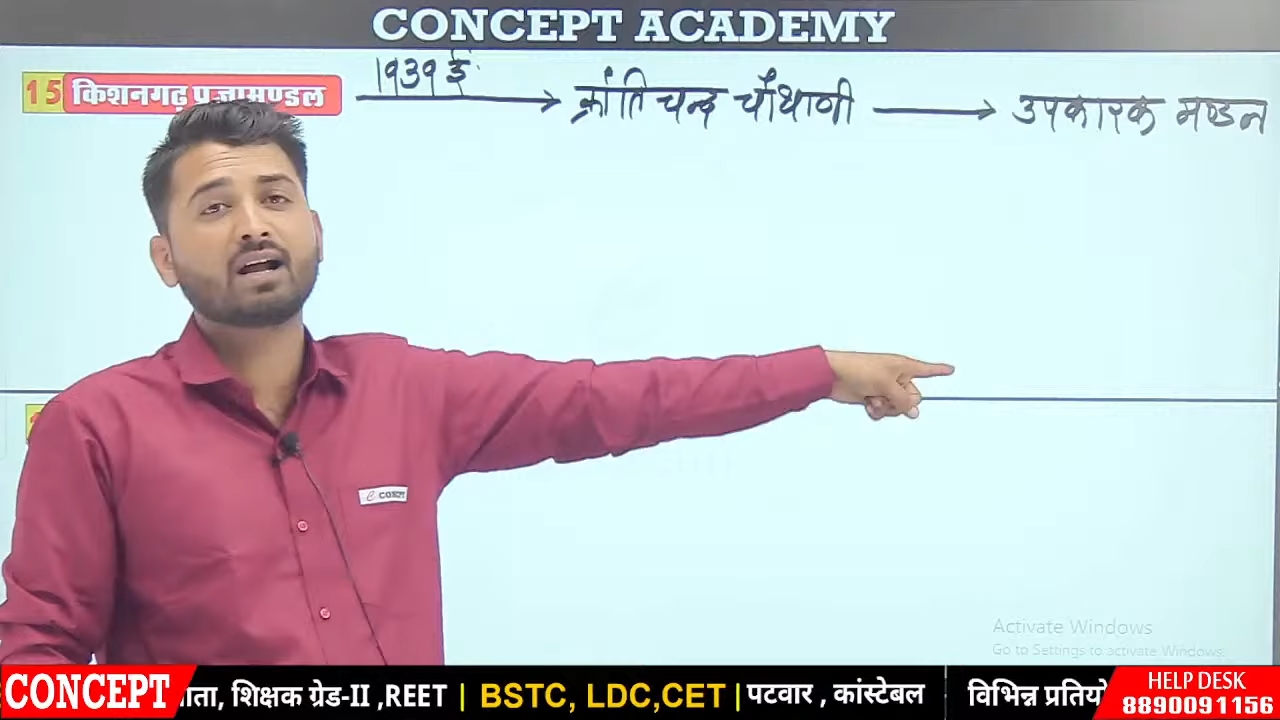 CONCEPT ACADEMY
15 किशनगढ़ प्रजामण्डल
1939 ई. क्रांति चन्द्र चौथाणी उपकारक मण्डल
e CONCEPT
Activate Windows
Go to Settings to activate Windows.
CONCEPT ाता, शिक्षक ग्रेड-II ,REET | BSTC, LDC,CET | पटवार , कांस्टेबल | विभिन्न प्रतियो
HELP DESK
8890091156